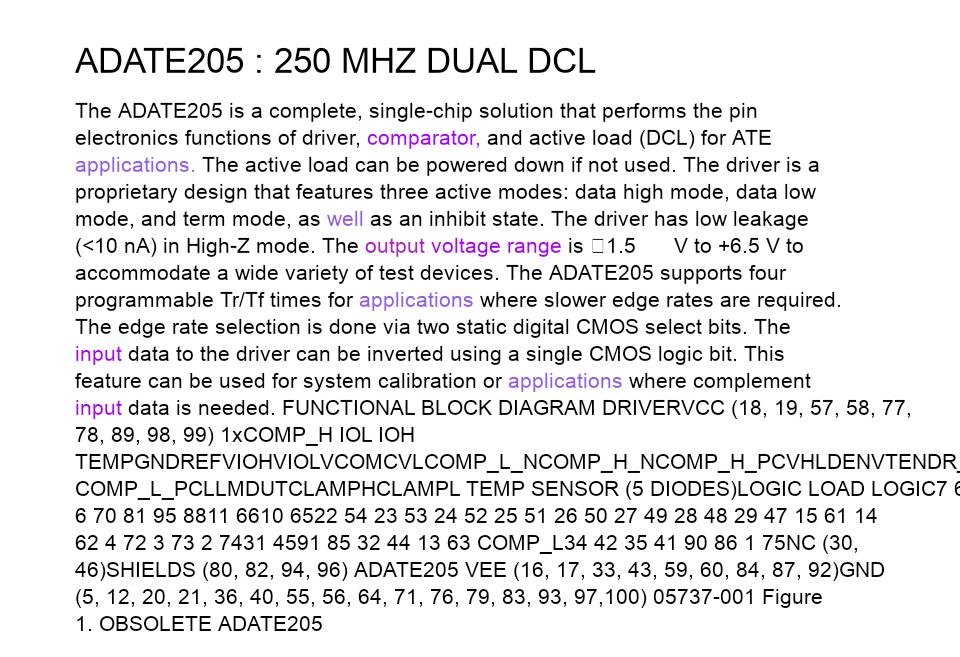 ADATE205 : 250 MHZ DUAL DCL
The ADATE205 is a complete, single-chip solution that performs the pin
electronics functions of driver, comparator, and active load (DCL) for ATE
applications. The active load can be powered down if not used. The driver is a
proprietary design that features three active modes: data high mode, data low
mode, and term mode, as well as an inhibit state. The driver has low leakage
(<10 nA) in High-Z mode. The output voltage range is □1.5 V to +6.5 V to
accommodate a wide variety of test devices. The ADATE205 supports four
programmable Tr/Tf times for applications where slower edge rates are required.
The edge rate selection is done via two static digital CMOS select bits. The
input data to the driver can be inverted using a single CMOS logic bit. This
feature can be used for system calibration or applications where complement
input data is needed. FUNCTIONAL BLOCK DIAGRAM DRIVERVCC (18, 19, 57, 58, 77,
78, 89, 98, 99) 1xCOMP_H IOL IOH
TEMPGNDREFVIOHVIOLVCOMCVLCOMP_L_NCOMP_H_NCOMP_H_PCVHLDENVTENDR_
COMP_L_PCLLMDUTCLAMPHCLAMPL TEMP SENSOR (5 DIODES)LOGIC LOAD LOGIC7 6
6 70 81 95 8811 6610 6522 54 23 53 24 52 25 51 26 50 27 49 28 48 29 47 15 61 14
62 4 72 3 73 2 7431 4591 85 32 44 13 63 COMP_L34 42 35 41 90 86 1 75NC (30,
46)SHIELDS (80, 82, 94, 96) ADATE205 VEE (16, 17, 33, 43, 59, 60, 84, 87, 92)GND
(5, 12, 20, 21, 36, 40, 55, 56, 64, 71, 76, 79, 83, 93, 97,100) 05737-001 Figure
1. OBSOLETE ADATE205